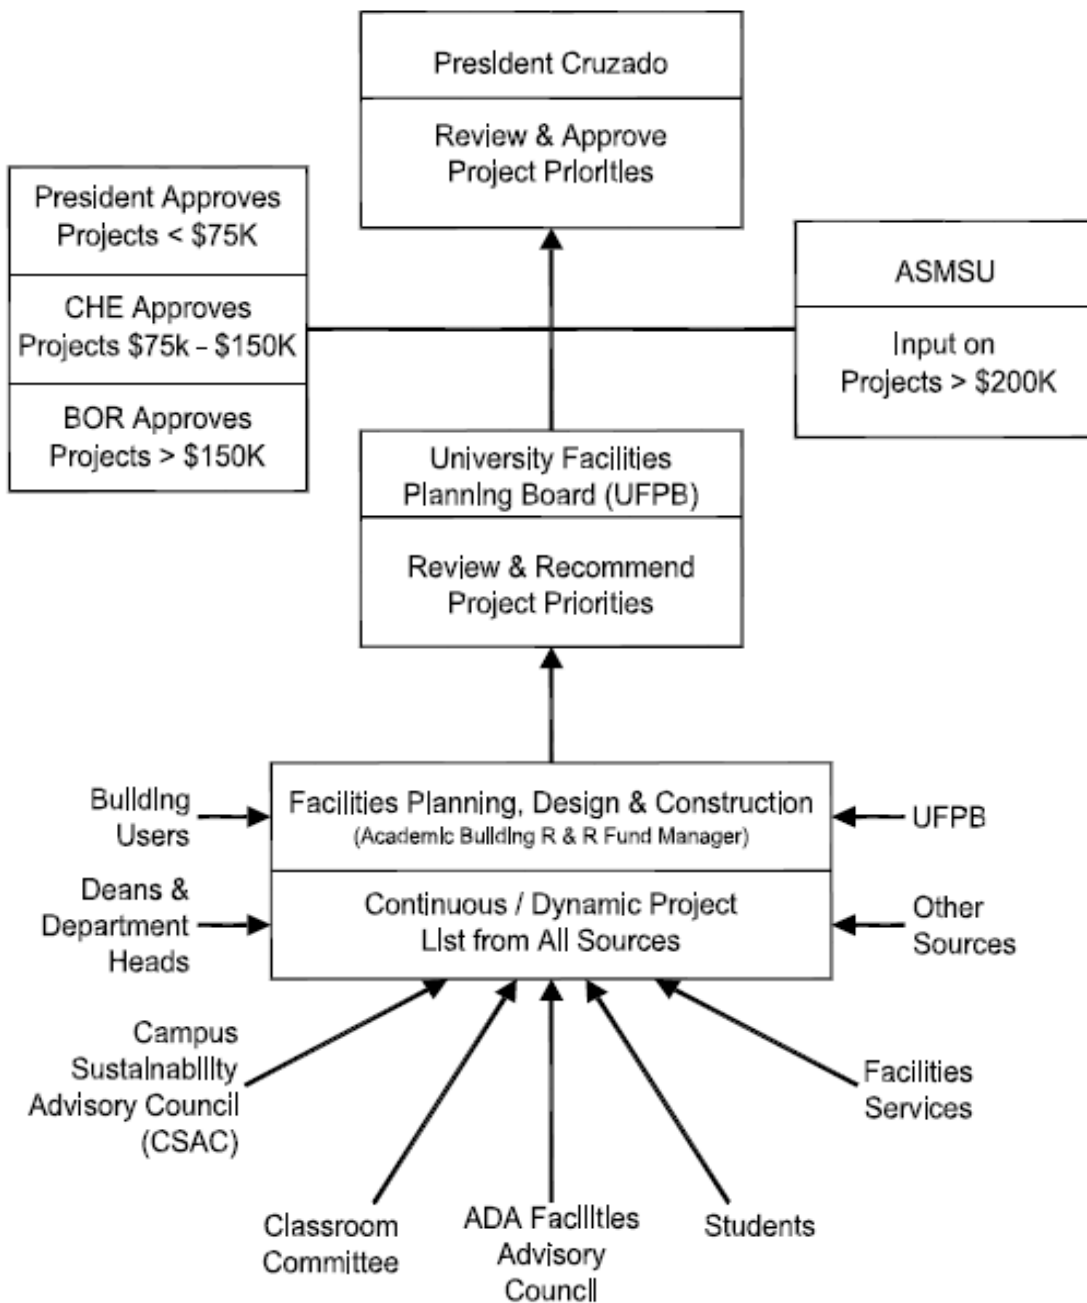 President Cruzado
Review & Approve
Project Priorities
President Approves
Projects < $75K
CHE Approves
Projects $75k – $150K
BOR Approves
Projects > $150K
ASMSU
Input on
Projects > $200K
University Facilities
Planning Board (UFPB)
Review & Recommend
Project Priorities
Facilities Planning, Design & Construction
(Academic Building R & R Fund Manager)
Continuous / Dynamic Project
List from All Sources
Building
Users
Deans &
Department
Heads
UFPB
Other
Sources
Campus
Sustainability
Advisory Council
(CSAC)
Classroom
Committee
ADA Facilities
Advisory
Council
Students
Facilities
Services